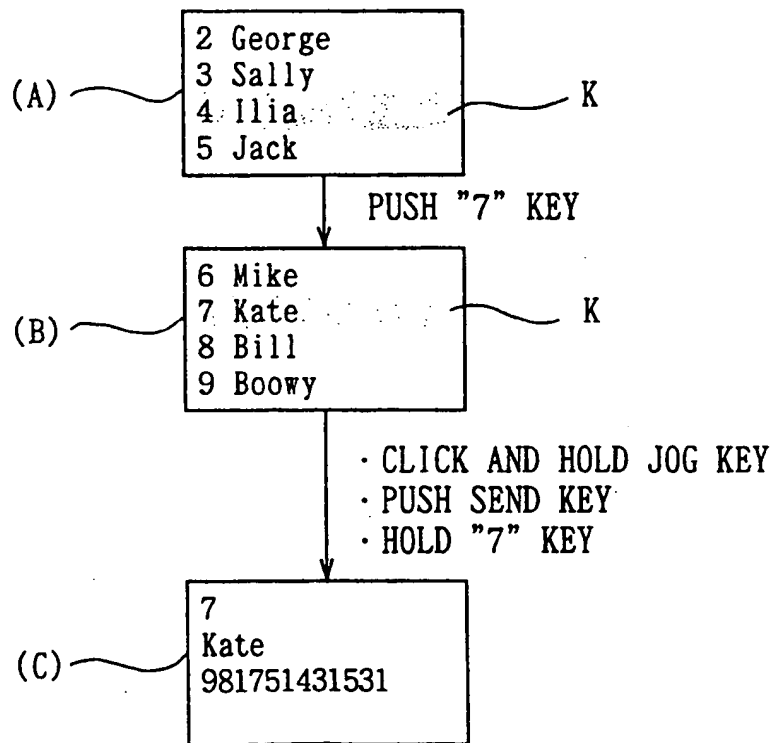 2 George
3 Sally
(A)
4 Ilia
K
5 Jack
PUSH "7" KEY
6 Mike
7 Kate
K
(B)
8 Bill
9 Boowy
· CLICK AND HOLD JOG KEY
· PUSH SEND KEY
· HOLD "7" KEY
7
Kate
(C)
981751431531